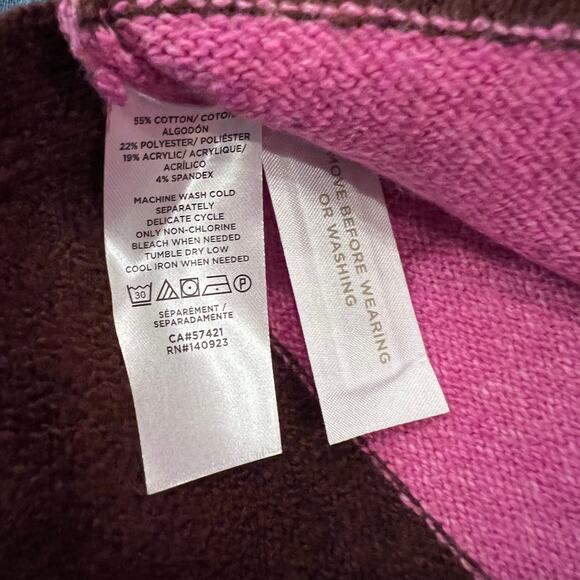 55% COTTON/ COTON/
ALGODÓN
22% POLYESTER/ POLIÉSTER
19% ACRYLIC/ ACRYLIQUE/
ACRÍLICO
4% SPANDEX
MACHINE WASH COLD
SEPARATELY
DELICATE CYCLE
ONLY NON-CHLORINE
BLEACH WHEN NEEDED
TUMBLE DRY LOW
COOL IRON WHEN NEEDED
30 P
SÉPARÉMENT/
SEPARADAMENTE
CA#57421
RN#140923
MOVE BEFORE WEARING
OR WASHING